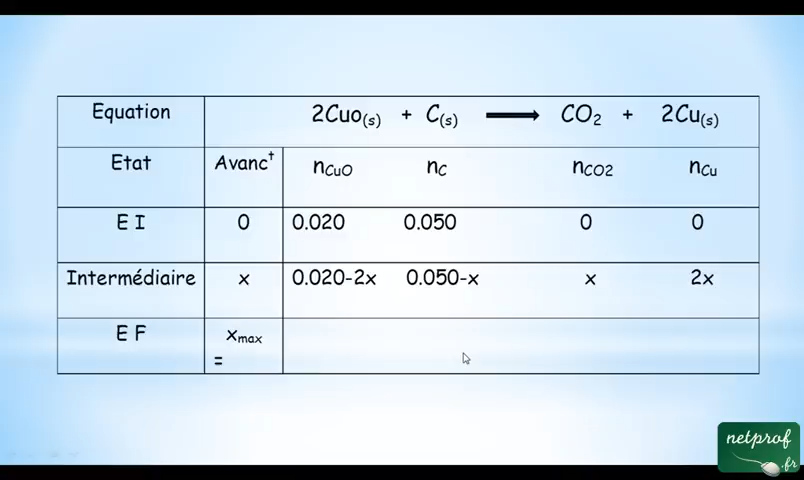 Equation 2Cuo(s) + C(s) ⟶ CO2 + 2Cu(s)
Etat Avanct nCuO nC nCO2 nCu
E I 0 0.020 0.050 0 0
Intermédiaire x 0.020-2x 0.050-x x 2x
E F xmax
=
netprof
.fr